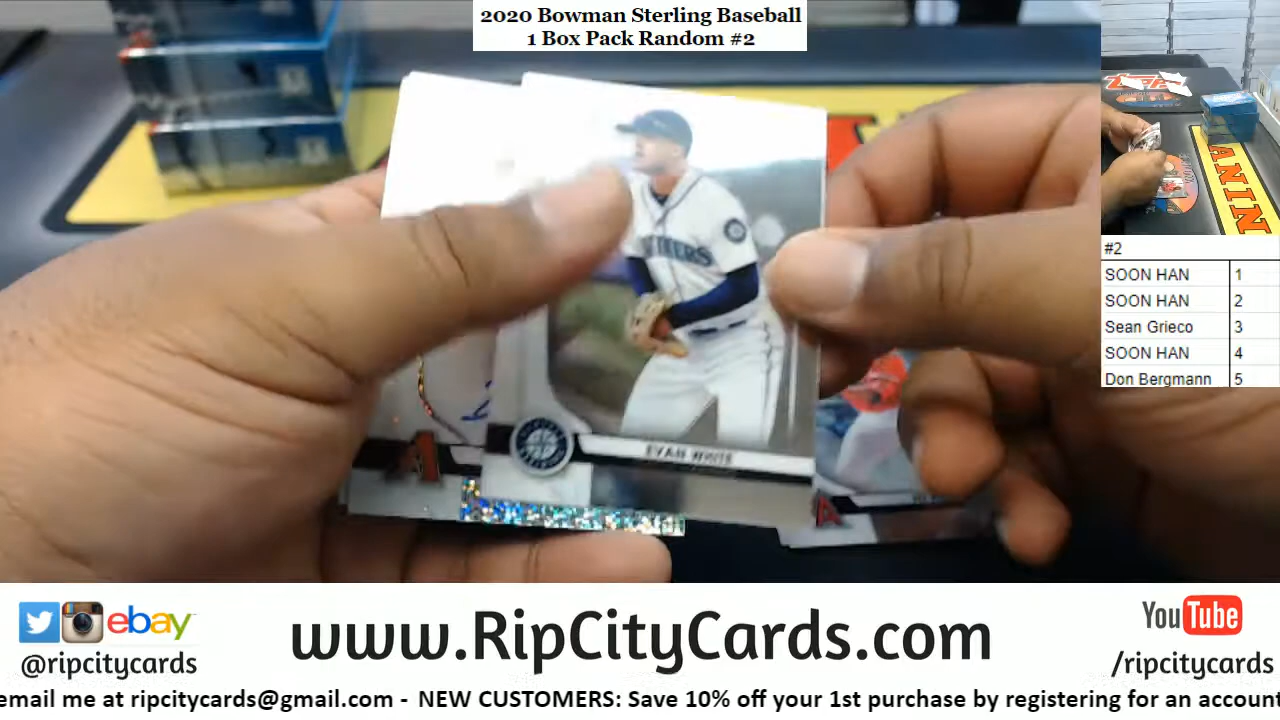 2020 Bowman Sterling Baseball
1 Box Pack Random #2
EVAN WHITE
#2
SOON HAN 1
SOON HAN 2
Sean Grieco 3
SOON HAN 4
Don Bergmann 5
ebay
@ripcitycards
www.RipCityCards.com
YouTube
/ripcitycards
email me at ripcitycards@gmail.com - NEW CUSTOMERS: Save 10% off your 1st purchase by registering for an account